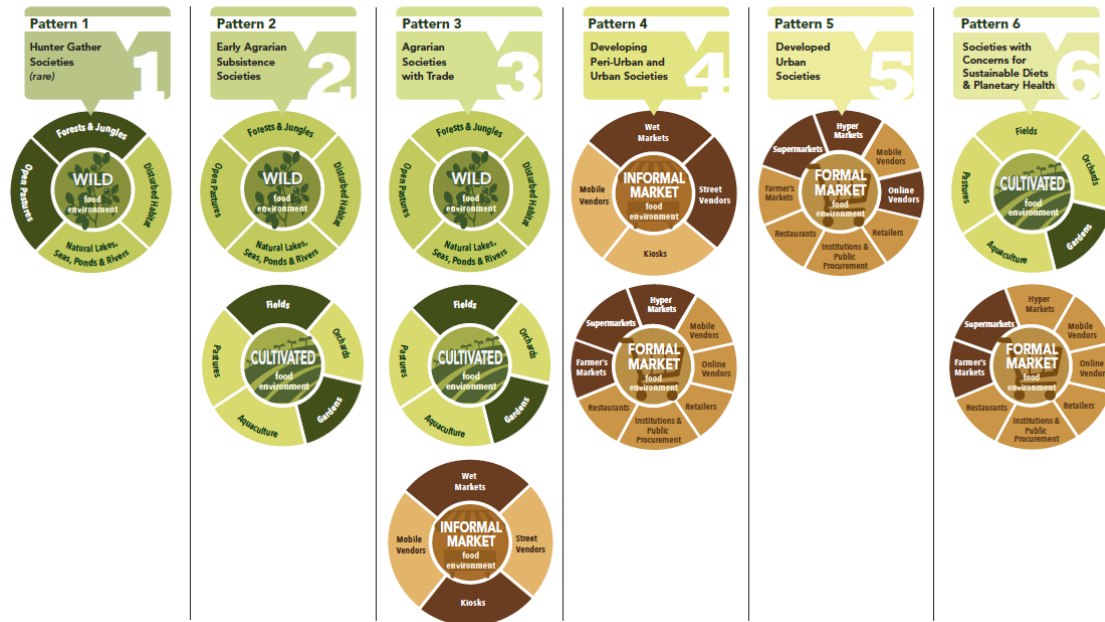 Pattern 1
Hunter Gather
Societies
(rare)
1
Forests & Jungles
Open Pastures
Disturbed Habitat
Natural Lakes,
Seas, Ponds & Rivers
WILD
food
environment
Pattern 2
Early Agrarian
Subsistence
Societies
2
Forests & Jungles
Open Pastures
Disturbed Habitat
Natural Lakes,
Seas, Ponds & Rivers
WILD
food
environment
Fields
Pastures
Orchards
Aquaculture
Gardens
CULTIVATED
food
environment
Pattern 3
Agrarian
Societies
with Trade
3
Forests & Jungles
Open Pastures
Disturbed Habitat
Natural Lakes,
Seas, Ponds & Rivers
WILD
food
environment
Fields
Pastures
Orchards
Aquaculture
Gardens
CULTIVATED
food
environment
Wet
Markets
Mobile
Vendors
Street
Vendors
Kiosks
INFORMAL
MARKET
food
environment
Pattern 4
Developing
Peri-Urban and
Urban Societies
4
Wet
Markets
Mobile
Vendors
Street
Vendors
Kiosks
INFORMAL
MARKET
food
environment
Hyper
Markets
Supermarkets
Mobile
Vendors
Farmer's
Markets
Online
Vendors
Restaurants
Retailers
Institutions &
Public
Procurement
FORMAL
MARKET
food
environment
Pattern 5
Developed
Urban
Societies
5
Hyper
Markets
Supermarkets
Mobile
Vendors
Farmer's
Markets
Online
Vendors
Restaurants
Retailers
Institutions &
Public
Procurement
FORMAL
MARKET
food
environment
Pattern 6
Societies with
Concerns for
Sustainable Diets
& Planetary Health
6
Fields
Pastures
Orchards
Aquaculture
Gardens
CULTIVATED
food
environment
Hyper
Markets
Supermarkets
Mobile
Vendors
Farmer's
Markets
Online
Vendor
Restaurants
Retailers
Institutions &
Public
Procurement
FORMAL
MARKET
food
environment